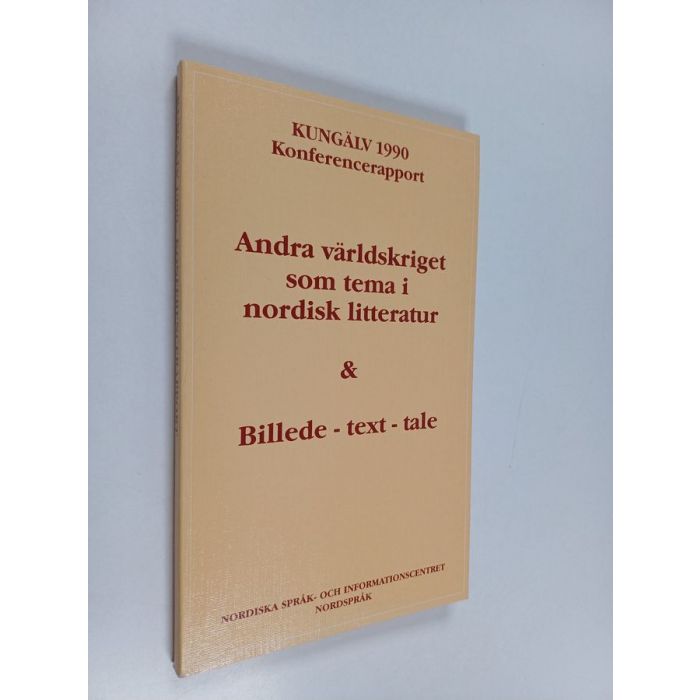 KUNGÄLV 1990
Konferencerapport
Andra världskriget
som tema i
nordisk litteratur
&
Billede - text - tale
NORDISKA SPRÅK- OCH INFORMATIONSCENTRET
NORDSPRÅK